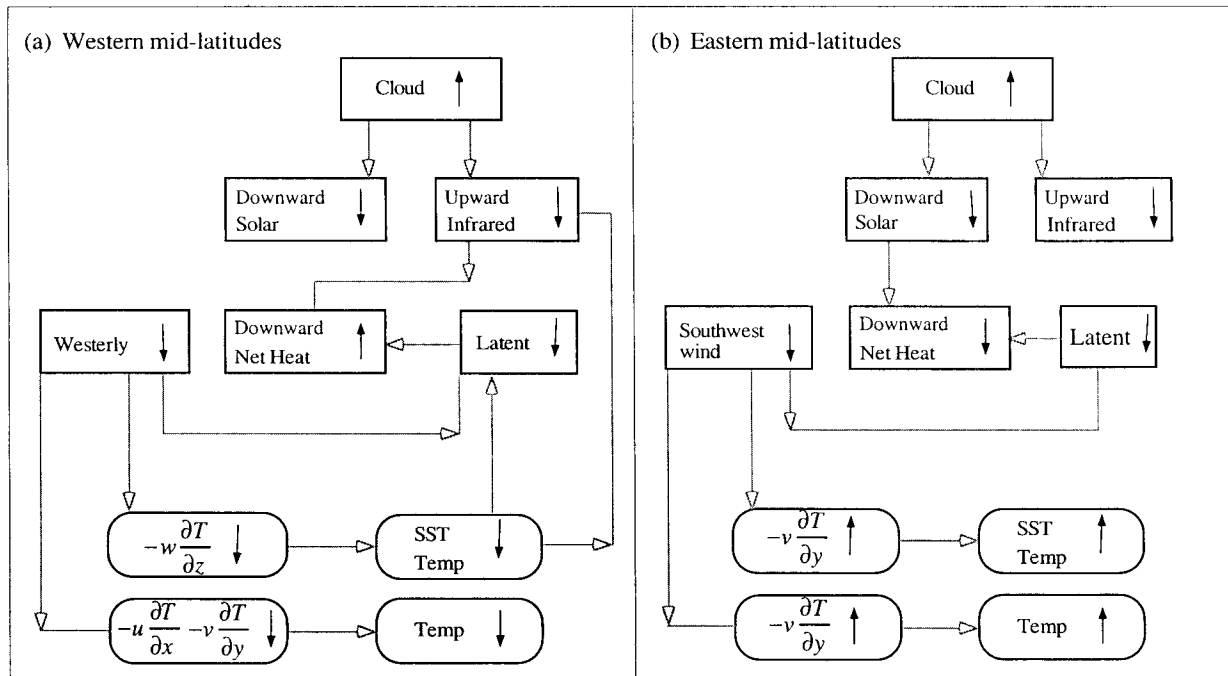 (a) Western mid-latitudes
Cloud ↑
Downward
Solar ↓
Upward
Infrared ↓
Westerly ↓
Downward
Net Heat ↑
Latent ↓
−w ∂T/∂z ↓
SST
Temp ↓
−u ∂T/∂x −v ∂T/∂y ↓
Temp ↓
(b) Eastern mid-latitudes
Cloud ↑
Downward
Solar ↓
Upward
Infrared ↓
Southwest
wind ↓
Downward
Net Heat ↓
Latent ↓
−v ∂T/∂y ↑
SST
Temp ↑
−v ∂T/∂y ↑
Temp ↑